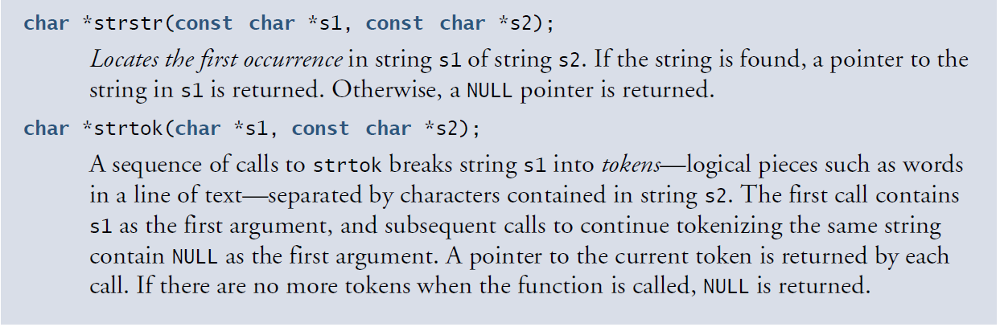 char *strstr(const char *s1, const char *s2);
Locates the first occurrence in string s1 of string s2. If the string is found, a pointer to the
string in s1 is returned. Otherwise, a NULL pointer is returned.
char *strtok(char *s1, const char *s2);
A sequence of calls to strtok breaks string s1 into tokens—logical pieces such as words
in a line of text—separated by characters contained in string s2. The first call contains
s1 as the first argument, and subsequent calls to continue tokenizing the same string
contain NULL as the first argument. A pointer to the current token is returned by each
call. If there are no more tokens when the function is called, NULL is returned.